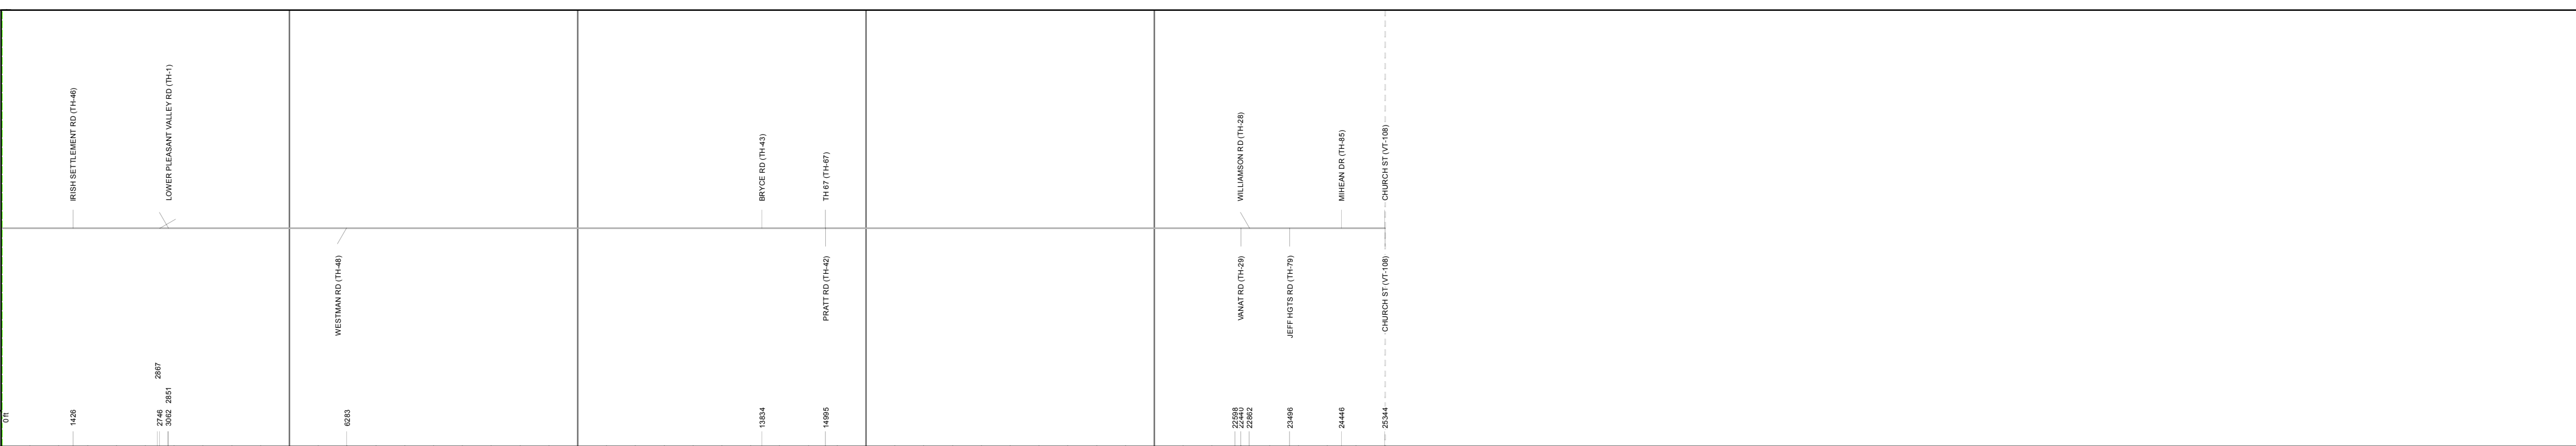 IRISH SETTLEMENT RD (TH-46)
LOWER PLEASANT VALLEY RD (TH-1)
BRYCE RD (TH-43)
TH 67 (TH-67)
WILLIAMSON RD (TH-28)
MIHEAN DR (TH-85)
CHURCH ST (VT-108)
WESTMAN RD (TH-48)
PRATT RD (TH-42)
VANAT RD (TH-29)
JEFF HGTS RD (TH-79)
CHURCH ST (VT-108)
0 ft
1426
2867
2746
3062 2851
6283
13834
14995
22598
22440
22862
23496
24446
25344